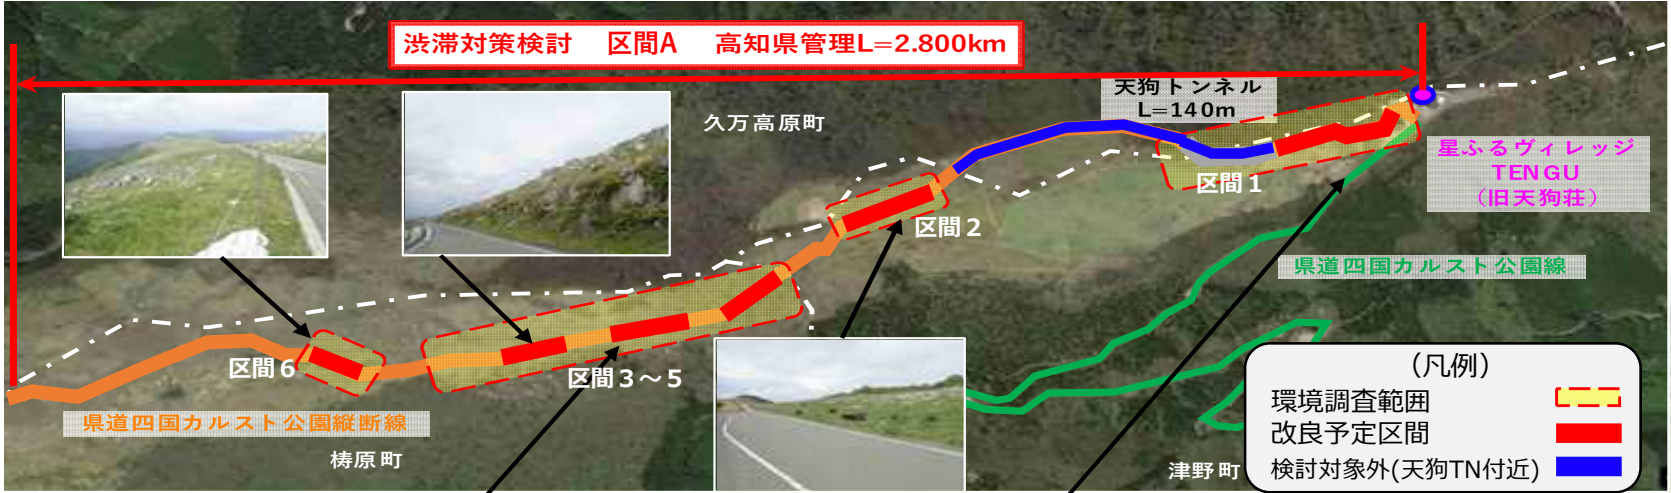 渋滞対策検討　区間A　高知県管理L=2.800km
天狗トンネル
L=140m
久万高原町
星ふるヴィレッジ
TENGU
（旧天狗荘）
区間１
区間２
県道四国カルスト公園線
区間６
区間３～５
県道四国カルスト公園縦断線
梼原町
津野町
（凡例）
環境調査範囲
改良予定区間
検討対象外(天狗TN付近)